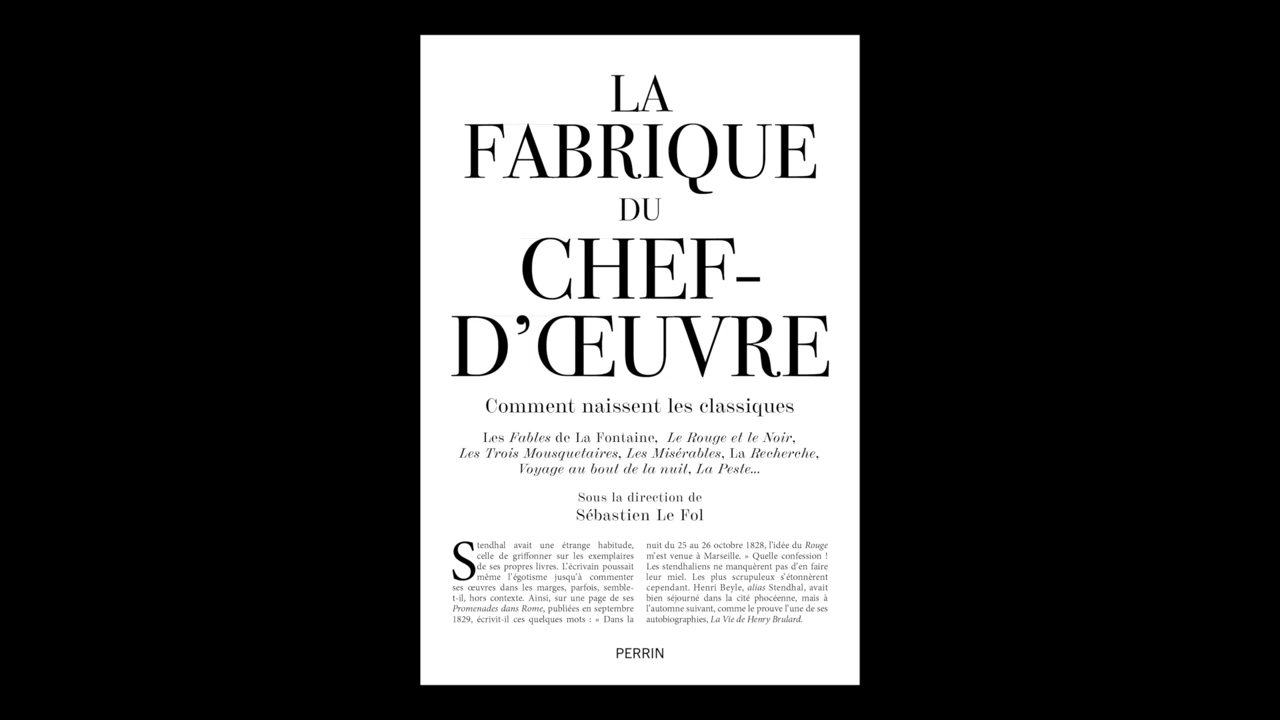 LA
FABRIQUE
DU
CHEF-
D’ŒUVRE
Comment naissent les classiques
Les Fables de La Fontaine, Le Rouge et le Noir,
Les Trois Mousquetaires, Les Misérables, La Recherche,
Voyage au bout de la nuit, La Peste...
Sous la direction de
Sébastien Le Fol
Stendhal avait une étrange habitude,
celle de griffonner sur les exemplaires
de ses propres livres. L’écrivain poussait
même l’égotisme jusqu’à commenter
ses œuvres dans les marges, parfois, semble-
t-il, hors contexte. Ainsi, sur une page de ses
Promenades dans Rome, publiées en septembre
1829, écrivit-il ces quelques mots : « Dans la
nuit du 25 au 26 octobre 1828, l’idée du Rouge
m’est venue à Marseille. » Quelle confession !
Les stendhaliens ne manquèrent pas d’en faire
leur miel. Les plus scrupuleux s’étonnèrent
cependant. Henri Beyle, alias Stendhal, avait
bien séjourné dans la cité phocéenne, mais à
l’automne suivant, comme le prouve l’une de ses
autobiographies, La Vie de Henry Brulard.
PERRIN